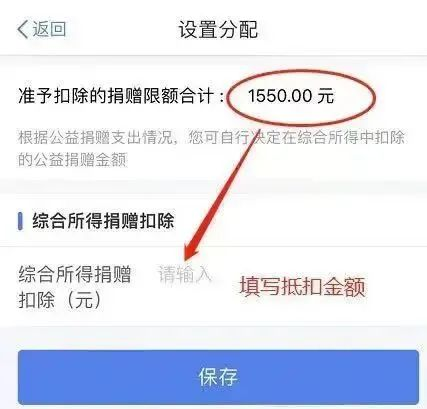 返回
设置分配
准予扣除的捐赠限额合计： 1550.00 元
根据公益捐赠支出情况，您可自行决定在综合所得中扣除
的公益捐赠金额
综合所得捐赠扣除
综合所得捐赠 请输入
扣除（元）
填写抵扣金额
保存